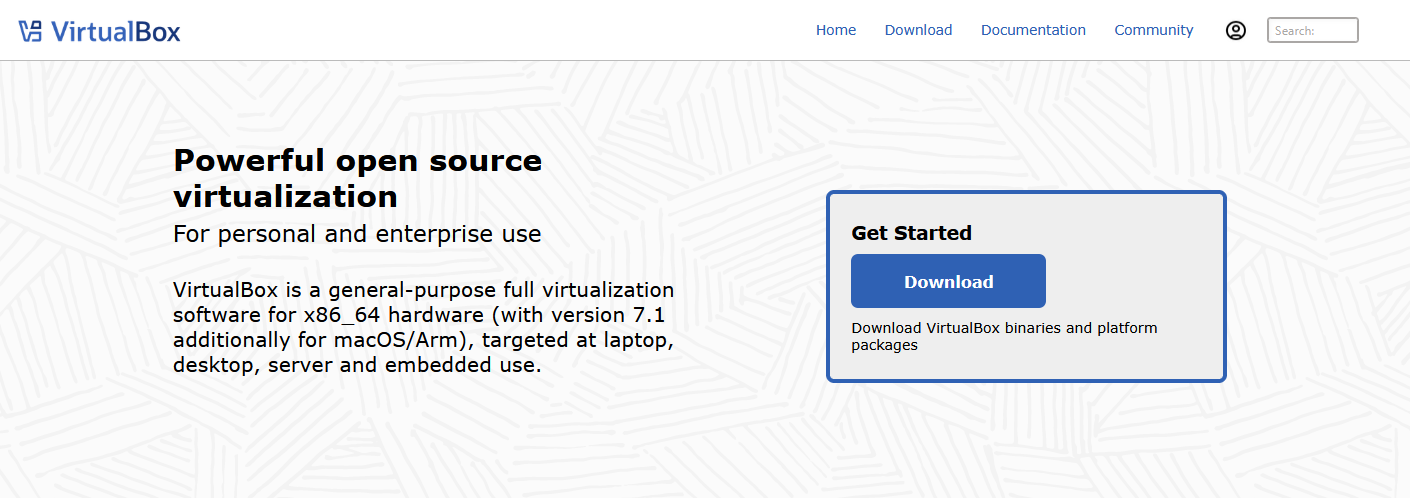 VirtualBox
Home
Download
Documentation
Community
Search:
Powerful open source
virtualization
For personal and enterprise use
VirtualBox is a general-purpose full virtualization
software for x86_64 hardware (with version 7.1
additionally for macOS/Arm), targeted at laptop,
desktop, server and embedded use.
Get Started
Download
Download VirtualBox binaries and platform
packages